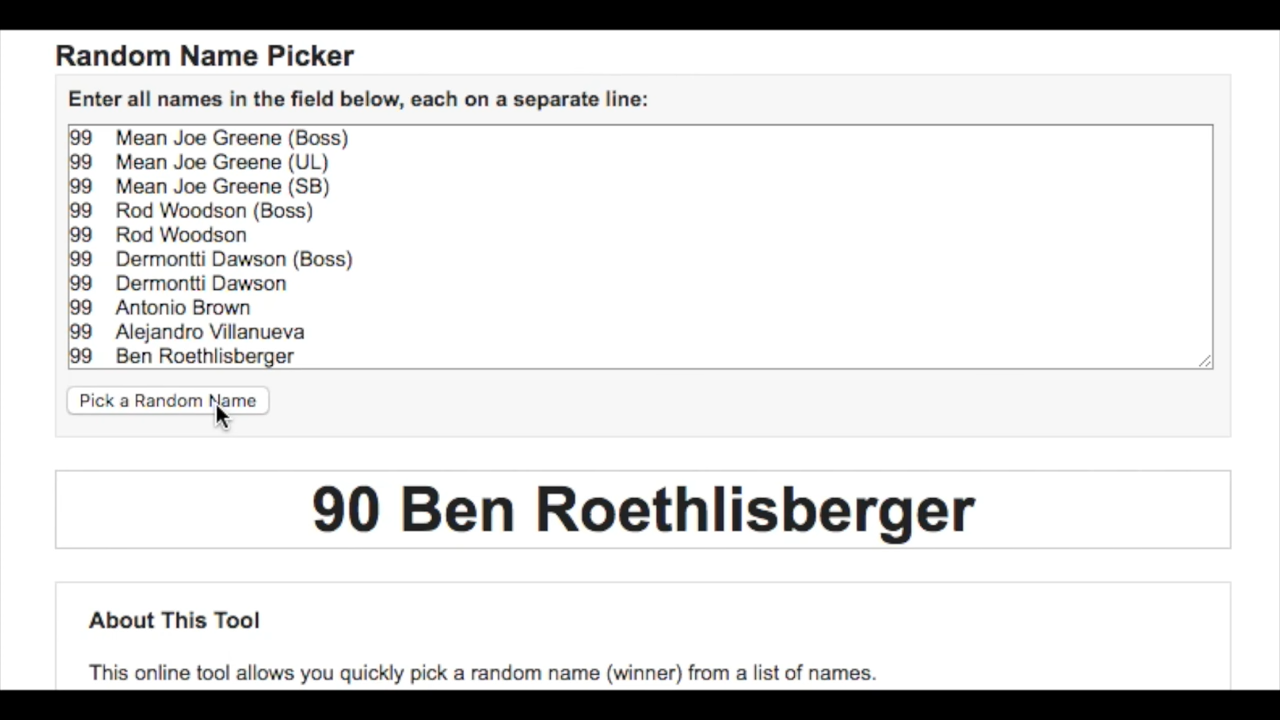 Random Name Picker
Enter all names in the field below, each on a separate line:
99 Mean Joe Greene (Boss)
99 Mean Joe Greene (UL)
99 Mean Joe Greene (SB)
99 Rod Woodson (Boss)
99 Rod Woodson
99 Dermontti Dawson (Boss)
99 Dermontti Dawson
99 Antonio Brown
99 Alejandro Villanueva
99 Ben Roethlisberger
Pick a Random Name
90 Ben Roethlisberger
About This Tool
This online tool allows you quickly pick a random name (winner) from a list of names.